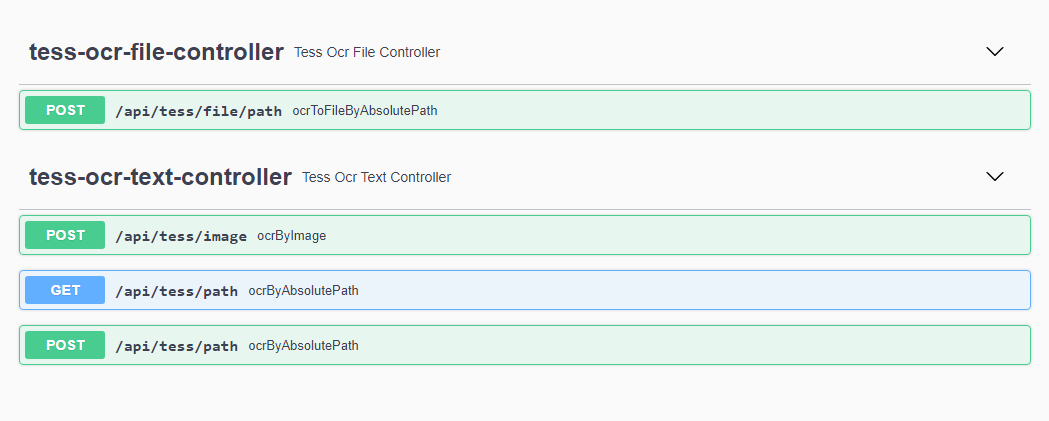 tess-ocr-file-controller Tess Ocr File Controller
POST /api/tess/file/path ocrToFileByAbsolutePath
tess-ocr-text-controller Tess Ocr Text Controller
POST /api/tess/image ocrByImage
GET /api/tess/path ocrByAbsolutePath
POST /api/tess/path ocrByAbsolutePath